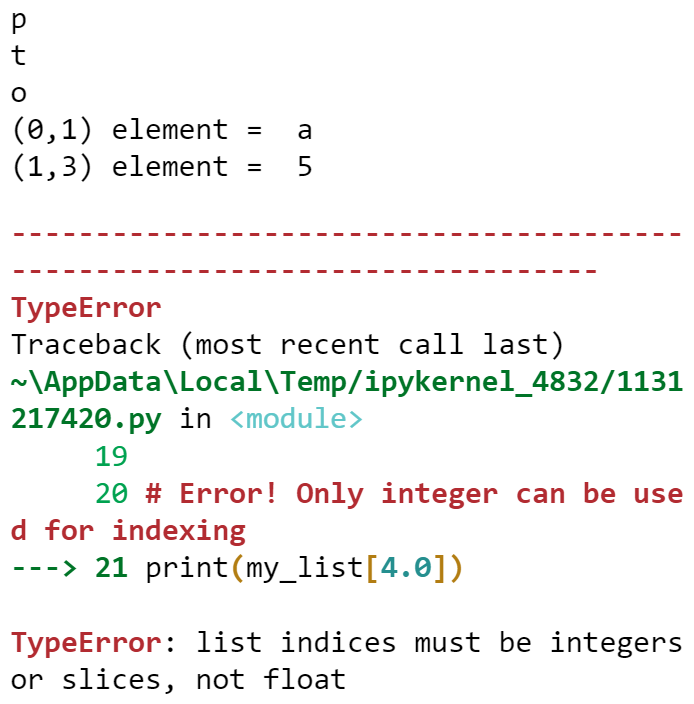 p
t
o
(0,1) element =  a
(1,3) element =  5
----------------------------------------
-----------------------------------
TypeError
Traceback (most recent call last)
~\AppData\Local\Temp/ipykernel_4832/1131
217420.py in <module>
     19
     20 # Error! Only integer can be use
d for indexing
---> 21 print(my_list[4.0])
TypeError: list indices must be integers
or slices, not float